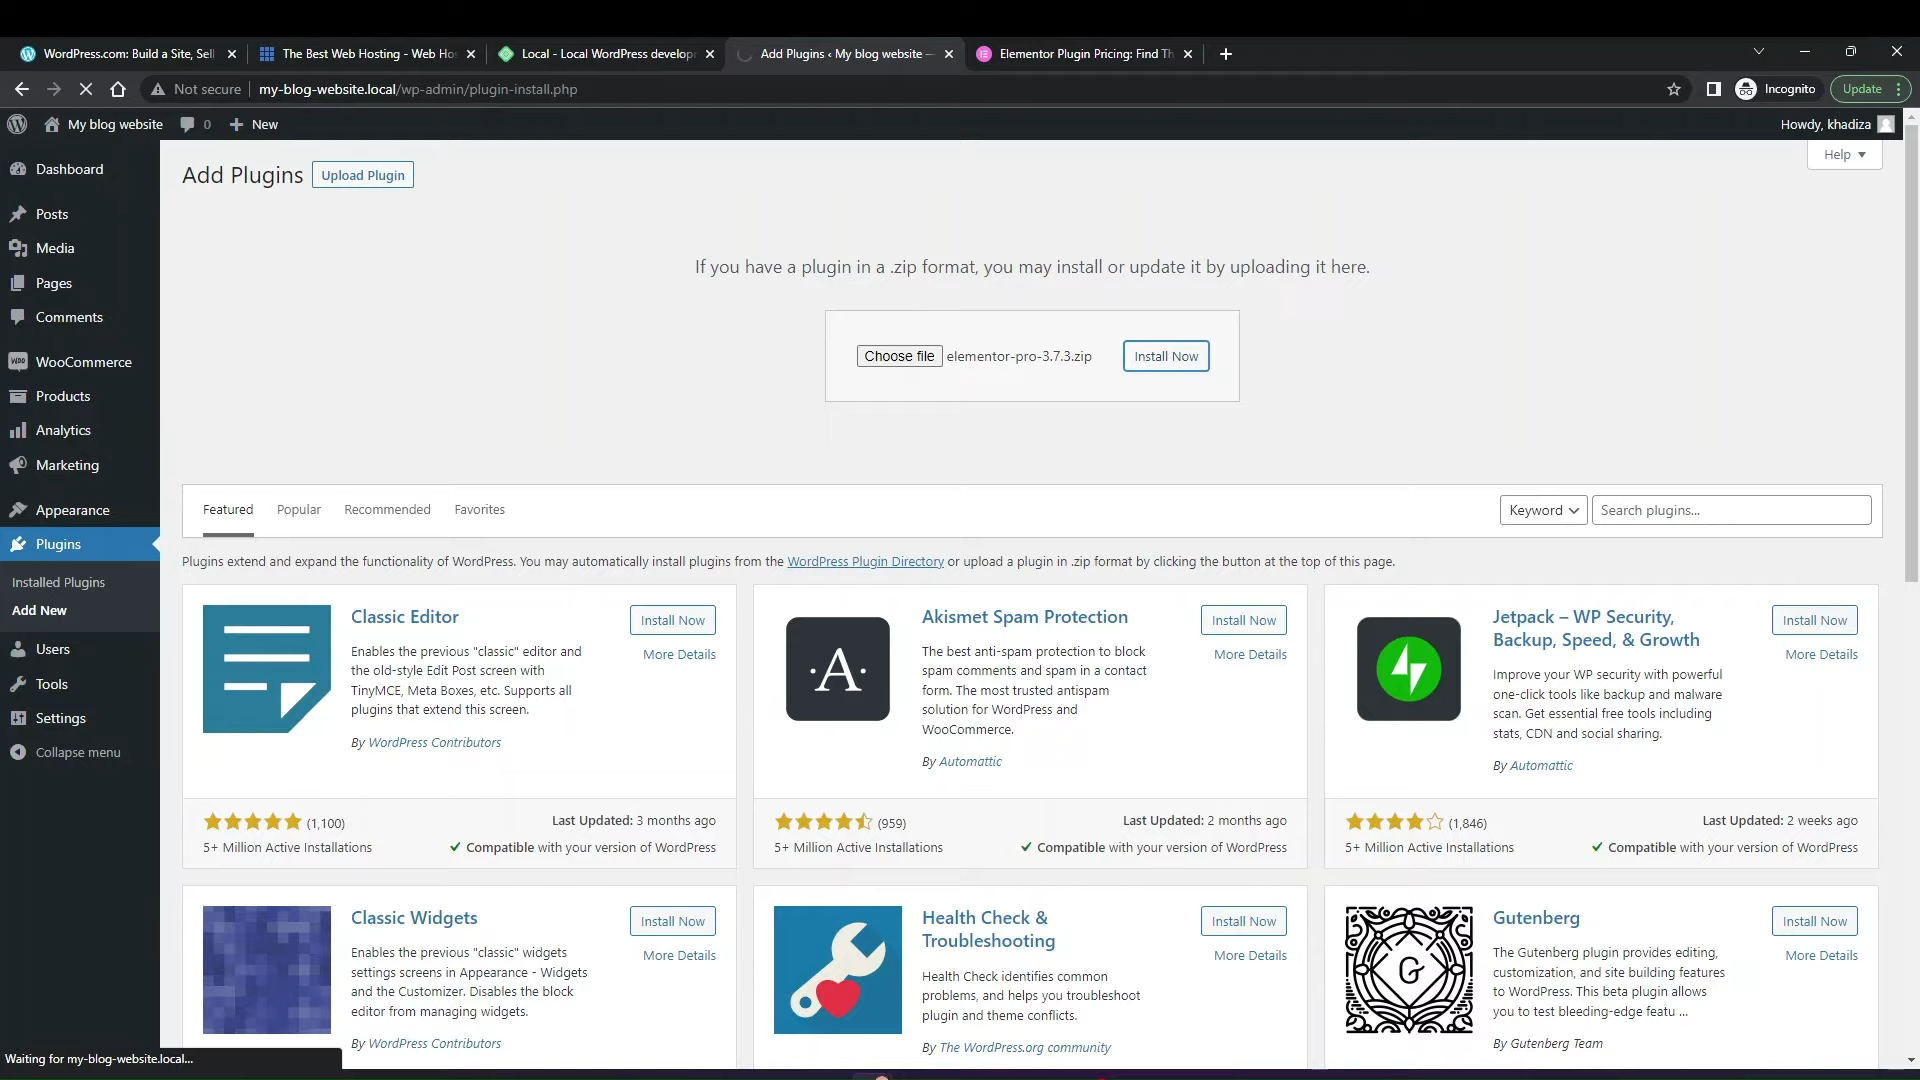 WordPress.com: Build a Site, Sell
The Best Web Hosting - Web Hos
Local - Local WordPress develop
Add Plugins ‹ My blog website —
Elementor Plugin Pricing: Find Th
Not secure
my-blog-website.local/wp-admin/plugin-install.php
Incognito
Update
My blog website
0
New
Howdy, khadiza
Dashboard
Posts
Media
Pages
Comments
WooCommerce
Products
Analytics
Marketing
Appearance
Plugins
Installed Plugins
Add New
Users
Tools
Settings
Collapse menu
Add Plugins
Upload Plugin
Help
If you have a plugin in a .zip format, you may install or update it by uploading it here.
Choose file
elementor-pro-3.7.3.zip
Install Now
Featured
Popular
Recommended
Favorites
Keyword
Search plugins...
Plugins extend and expand the functionality of WordPress. You may automatically install plugins from the WordPress Plugin Directory or upload a plugin in .zip format by clicking the button at the top of this page.
Classic Editor
Install Now
More Details
Enables the previous "classic" editor and
the old-style Edit Post screen with
TinyMCE, Meta Boxes, etc. Supports all
plugins that extend this screen.
By WordPress Contributors
(1,100)
Last Updated: 3 months ago
5+ Million Active Installations
Compatible with your version of WordPress
·A·
Akismet Spam Protection
Install Now
More Details
The best anti-spam protection to block
spam comments and spam in a contact
form. The most trusted antispam
solution for WordPress and
WooCommerce.
By Automattic
(959)
Last Updated: 2 months ago
5+ Million Active Installations
Compatible with your version of WordPress
Jetpack – WP Security,
Backup, Speed, & Growth
Install Now
More Details
Improve your WP security with powerful
one-click tools like backup and malware
scan. Get essential free tools including
stats, CDN and social sharing.
By Automattic
(1,846)
Last Updated: 2 weeks ago
5+ Million Active Installations
Compatible with your version of WordPress
Classic Widgets
Install Now
More Details
Enables the previous "classic" widgets
settings screens in Appearance - Widgets
and the Customizer. Disables the block
editor from managing widgets.
By WordPress Contributors
Health Check &
Troubleshooting
Install Now
More Details
Health Check identifies common
problems, and helps you troubleshoot
plugin and theme conflicts.
By The WordPress.org community
G
Gutenberg
Install Now
More Details
The Gutenberg plugin provides editing,
customization, and site building features
to WordPress. This beta plugin allows
you to test bleeding-edge featu ...
By Gutenberg Team
Waiting for my-blog-website.local...